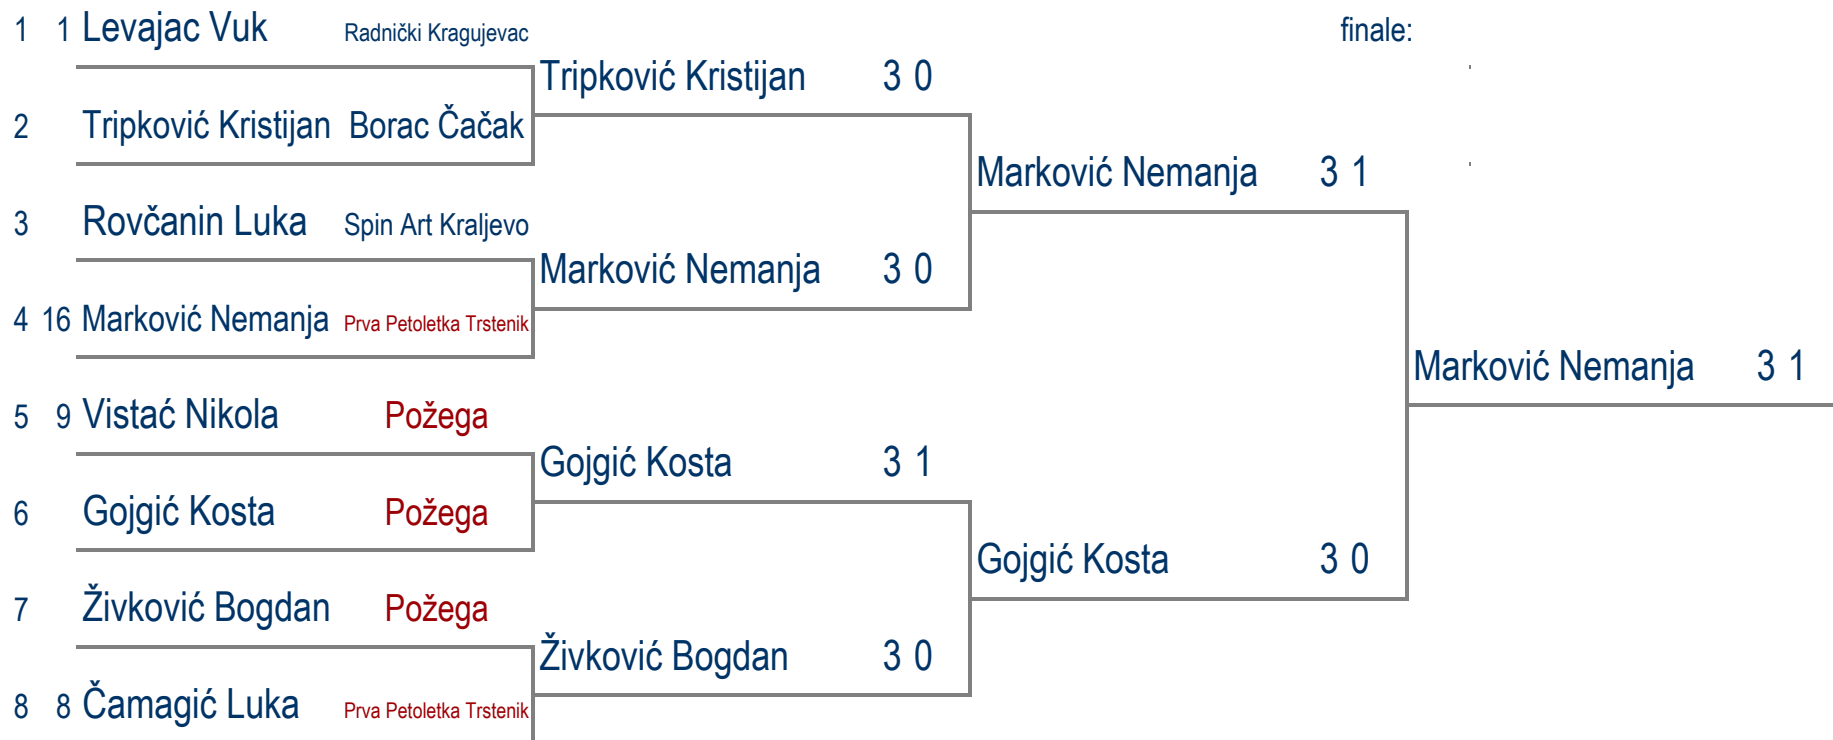 1 1 Levajac Vuk Radnički Kragujevac finale:
Tripković Kristijan 3 0
2 Tripković Kristijan Borac Čačak
Marković Nemanja 3 1
3 Rovčanin Luka Spin Art Kraljevo
Marković Nemanja 3 0
4 16 Marković Nemanja Prva Petoletka Trstenik
Marković Nemanja 3 1
5 9 Vistać Nikola Požega
Gojgić Kosta 3 1
6 Gojgić Kosta Požega
Gojgić Kosta 3 0
7 Živković Bogdan Požega
Živković Bogdan 3 0
8 8 Čamagić Luka Prva Petoletka Trstenik